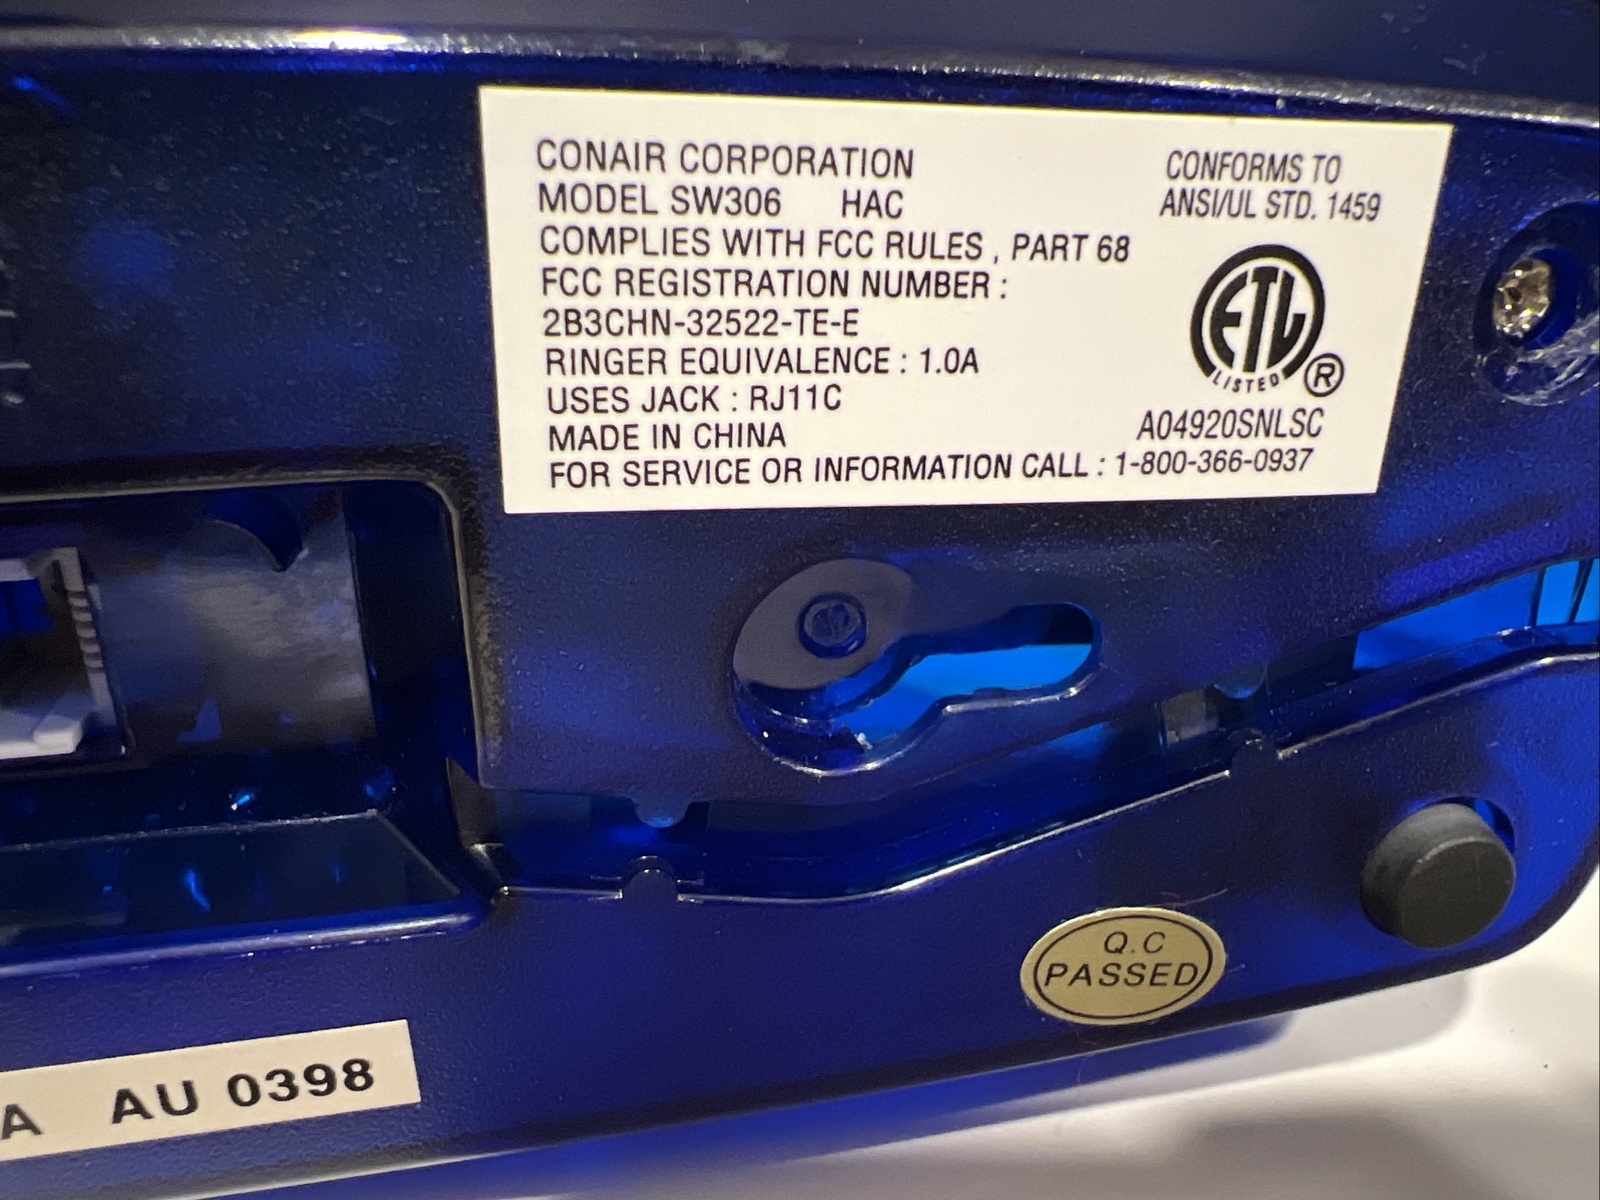 CONAIR CORPORATION
MODEL SW306 HAC
COMPLIES WITH FCC RULES , PART 68
FCC REGISTRATION NUMBER :
2B3CHN-32522-TE-E
RINGER EQUIVALENCE : 1.0A
USES JACK : RJ11C
MADE IN CHINA
FOR SERVICE OR INFORMATION CALL : 1-800-366-0937
CONFORMS TO
ANSI/UL STD. 1459
ETL
LISTED
®
A04920SNLSC
Q.C
PASSED
A AU 0398